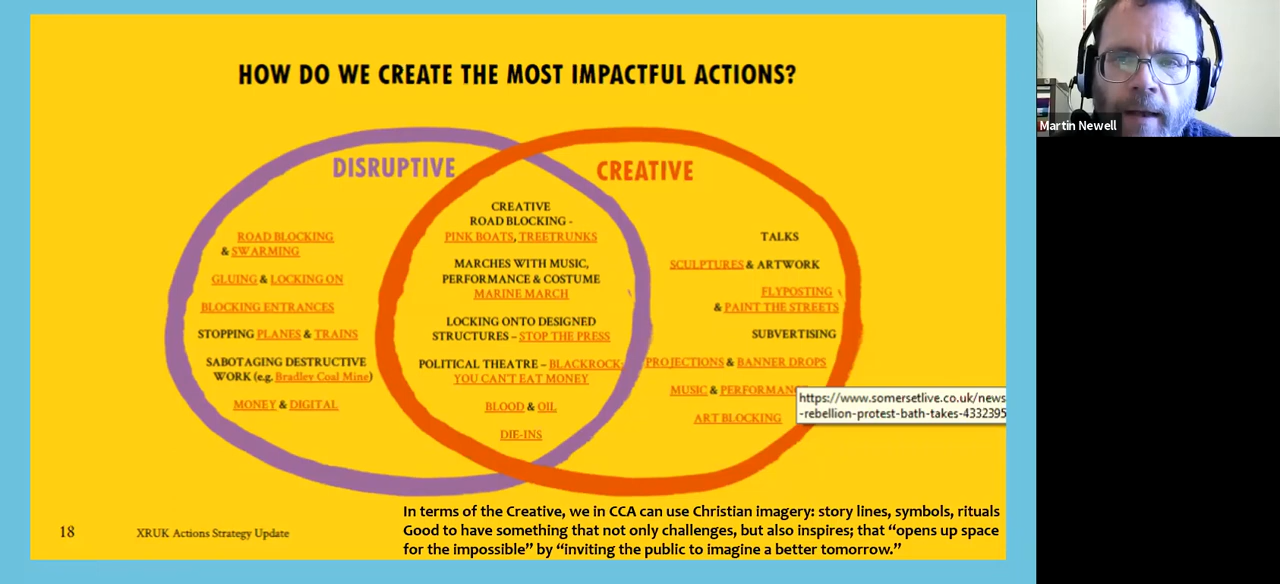 HOW DO WE CREATE THE MOST IMPACTFUL ACTIONS?
DISRUPTIVE
ROAD BLOCKING
& SWARMING
GLUING & LOCKING ON
BLOCKING ENTRANCES
STOPPING PLANES & TRAINS
SABOTAGING DESTRUCTIVE
WORK (e.g. Bradley Coal Mine)
MONEY & DIGITAL
CREATIVE
ROAD BLOCKING -
PINK BOATS, TREETRUNKS
MARCHES WITH MUSIC,
PERFORMANCE & COSTUME
MARINE MARCH
LOCKING ONTO DESIGNED
STRUCTURES – STOP THE PRESS
POLITICAL THEATRE – BLACKROCK:
YOU CAN'T EAT MONEY
BLOOD & OIL
DIE-INS
CREATIVE
TALKS
SCULPTURES & ARTWORK
FLYPOSTING
& PAINT THE STREETS
SUBVERTISING
PROJECTIONS & BANNER DROPS
MUSIC & PERFORMANC
ART BLOCKING
https://www.somersetlive.co.uk/news
-rebellion-protest-bath-takes-4332395
In terms of the Creative, we in CCA can use Christian imagery: story lines, symbols, rituals
Good to have something that not only challenges, but also inspires; that “opens up space
for the impossible” by “inviting the public to imagine a better tomorrow.”
18
XRUK Actions Strategy Update
Martin Newell